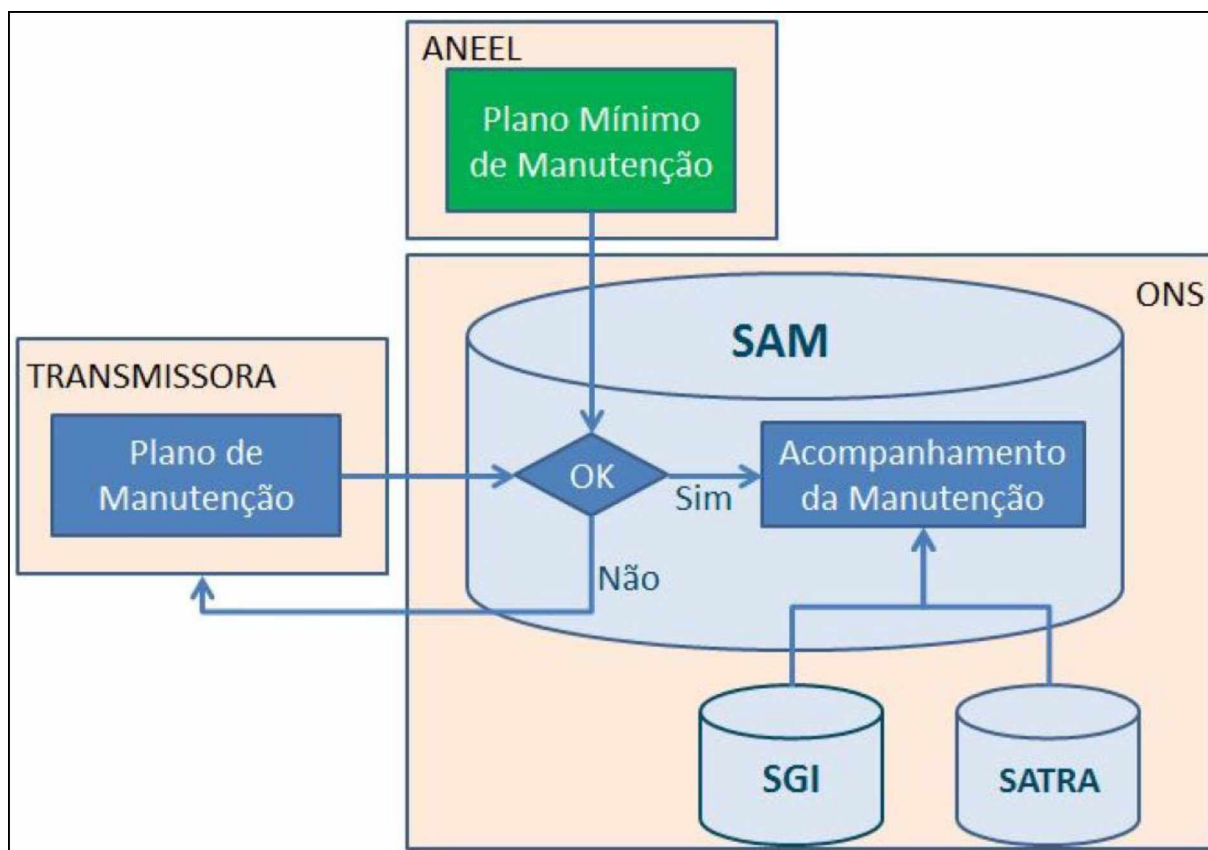 ANEEL
Plano Mínimo
de Manutenção
ONS
SAM
TRANSMISSORA
Plano de
Manutenção
OK
Sim
Acompanhamento
da Manutenção
Não
SGI
SATRA